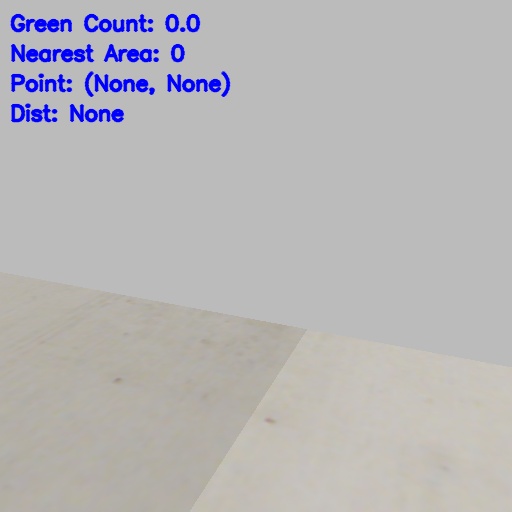 Green Count: 0.0
Nearest Area: 0
Point: (None, None)
Dist: None